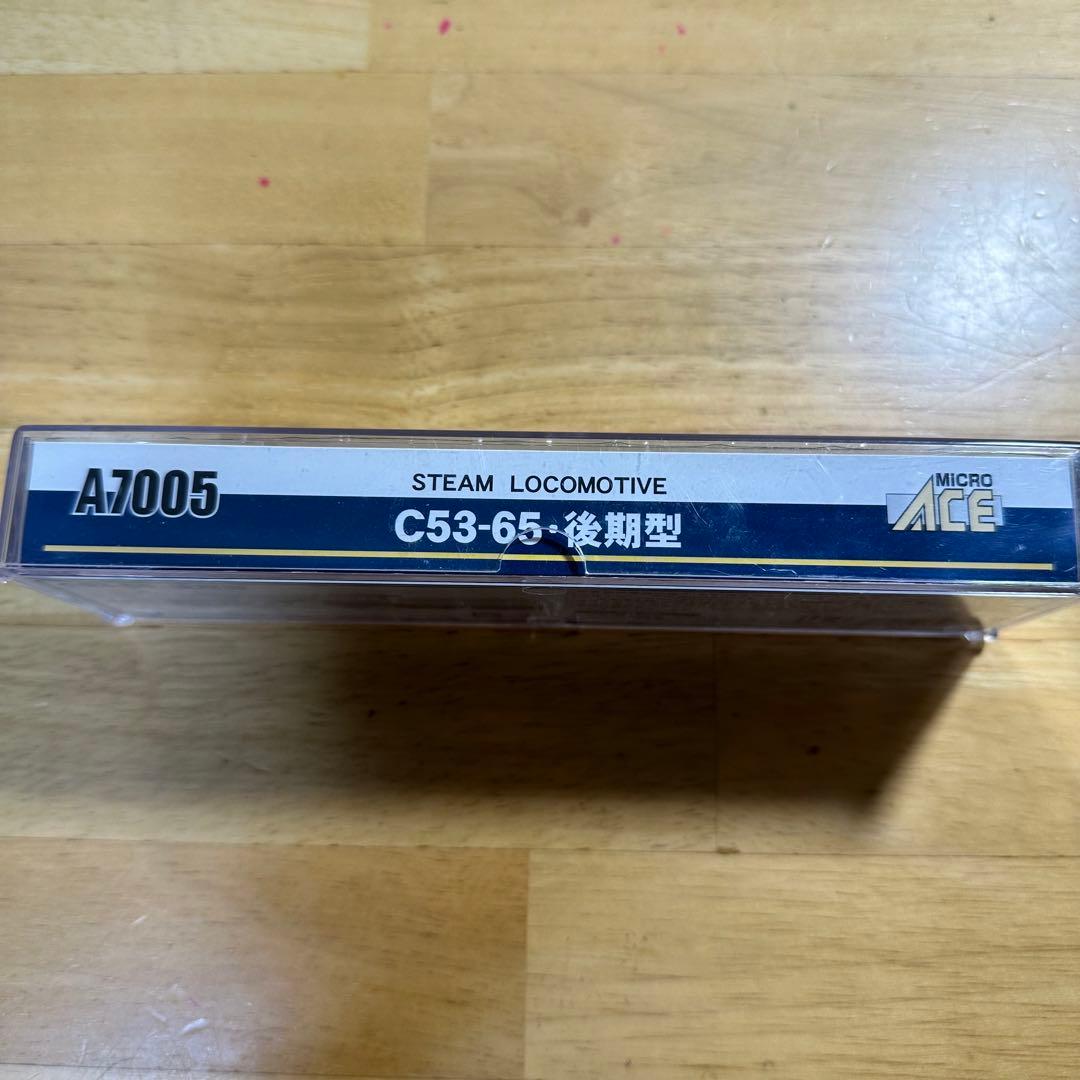 A7005
STEAM LOCOMOTIVE
C53-65・後期型
MiCRO
ACE